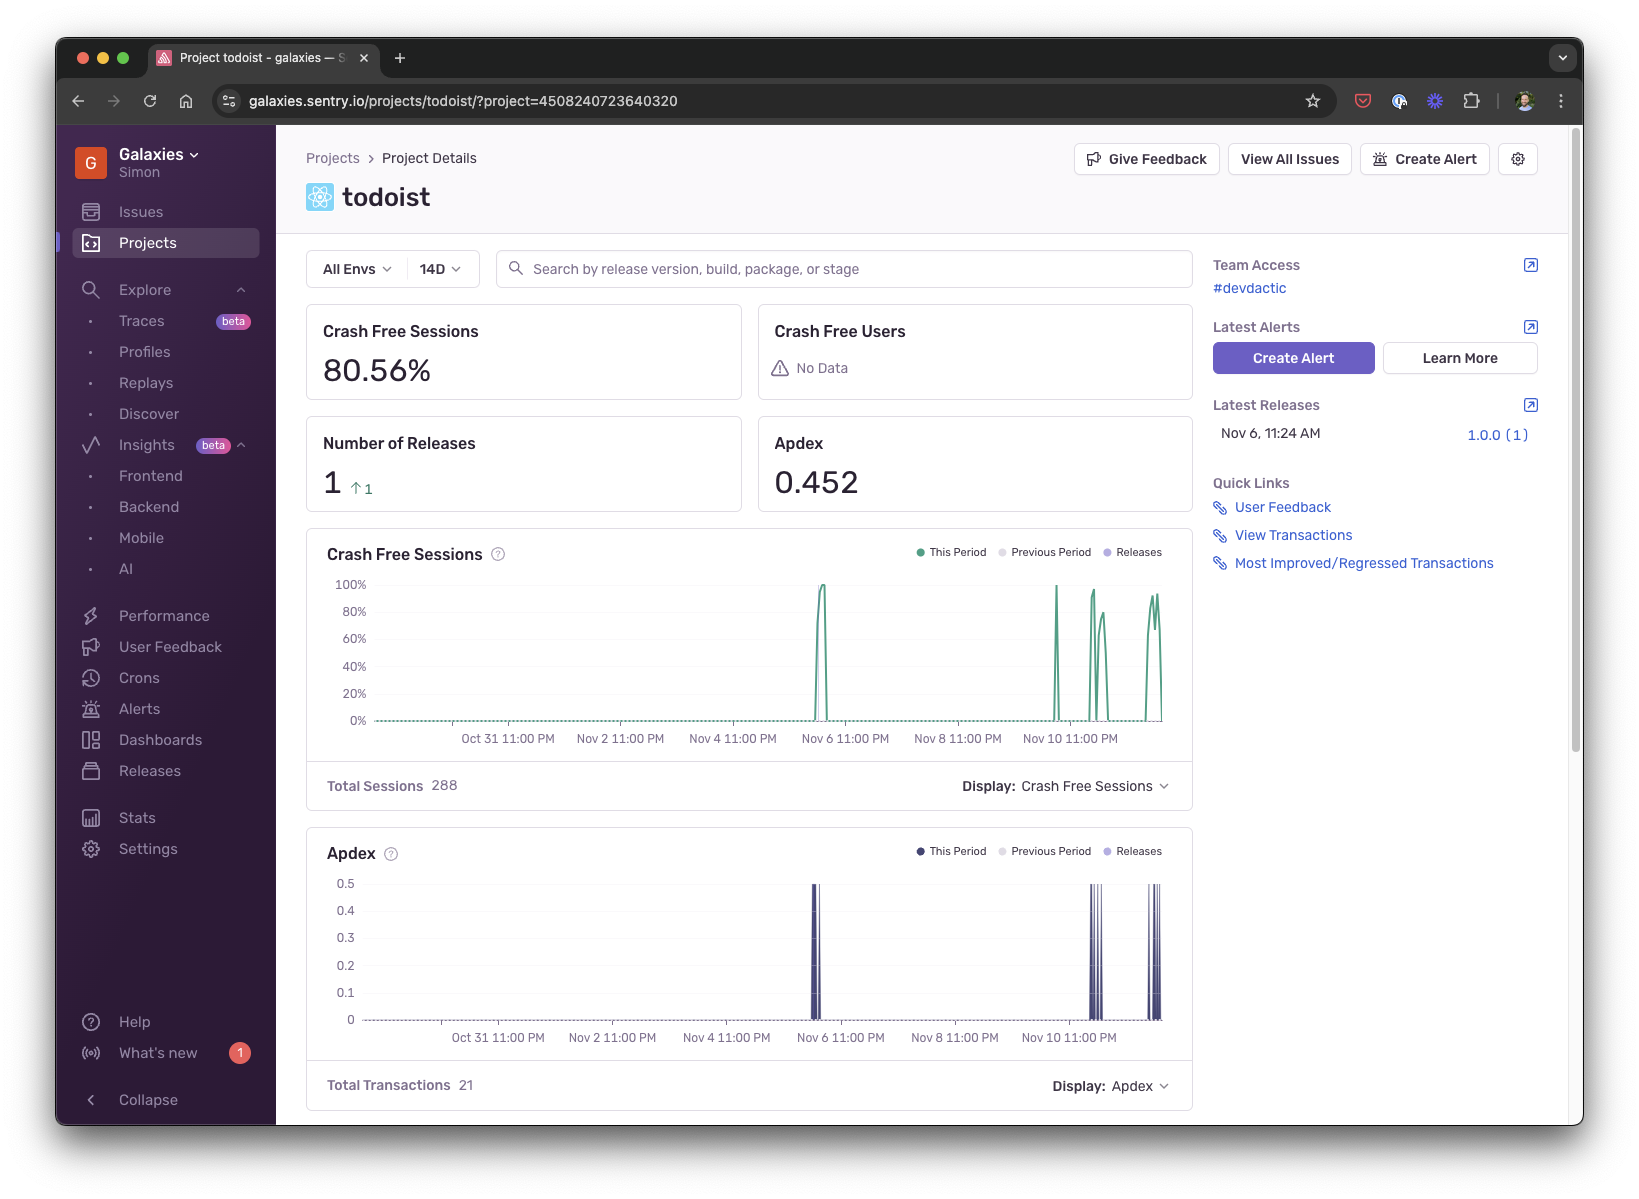 Project todoist - galaxies — S
galaxies.sentry.io/projects/todoist/?project=4508240723640320
G
Galaxies
Simon
Issues
Projects
Explore
Traces beta
Profiles
Replays
Discover
Insights beta
Frontend
Backend
Mobile
AI
Performance
User Feedback
Crons
Alerts
Dashboards
Releases
Stats
Settings
Help
What's new 1
Collapse
Projects > Project Details
todoist
Give Feedback
View All Issues
Create Alert
All Envs
14D
Search by release version, build, package, or stage
Crash Free Sessions
80.56%
Crash Free Users
No Data
Number of Releases
1 ↑1
Apdex
0.452
Crash Free Sessions ?
This Period Previous Period Releases
100%
80%
60%
40%
20%
0%
Oct 31 11:00 PM Nov 2 11:00 PM Nov 4 11:00 PM Nov 6 11:00 PM Nov 8 11:00 PM Nov 10 11:00 PM
Total Sessions 288
Display: Crash Free Sessions
Apdex ?
This Period Previous Period Releases
0.5
0.4
0.3
0.2
0.1
0
Oct 31 11:00 PM Nov 2 11:00 PM Nov 4 11:00 PM Nov 6 11:00 PM Nov 8 11:00 PM Nov 10 11:00 PM
Total Transactions 21
Display: Apdex
Team Access
#devdactic
Latest Alerts
Create Alert
Learn More
Latest Releases
Nov 6, 11:24 AM 1.0.0 (1)
Quick Links
User Feedback
View Transactions
Most Improved/Regressed Transactions